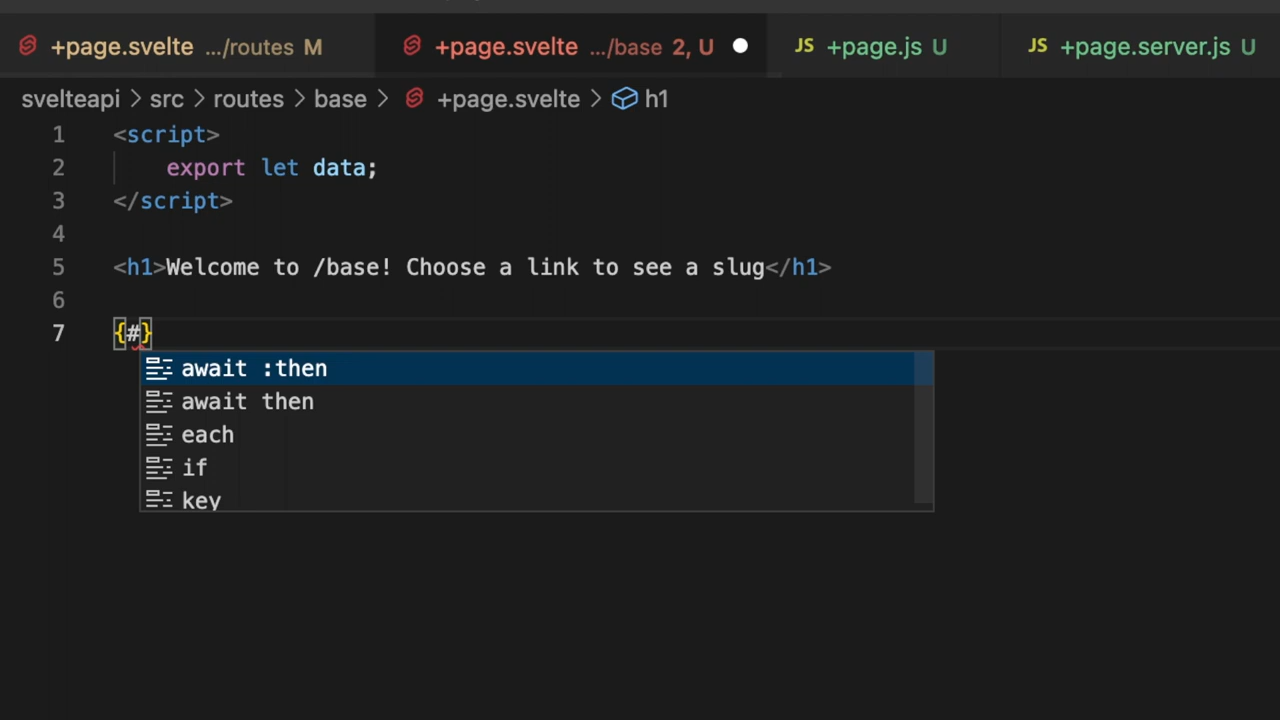 +page.svelte .../routes M +page.svelte .../base 2, U JS +page.js U JS +page.server.js U
svelteapi > src > routes > base > +page.svelte > h1
1 <script>
2 export let data;
3 </script>
4
5 <h1>Welcome to /base! Choose a link to see a slug</h1>
6
7 {#}
await :then
await then
each
if
key